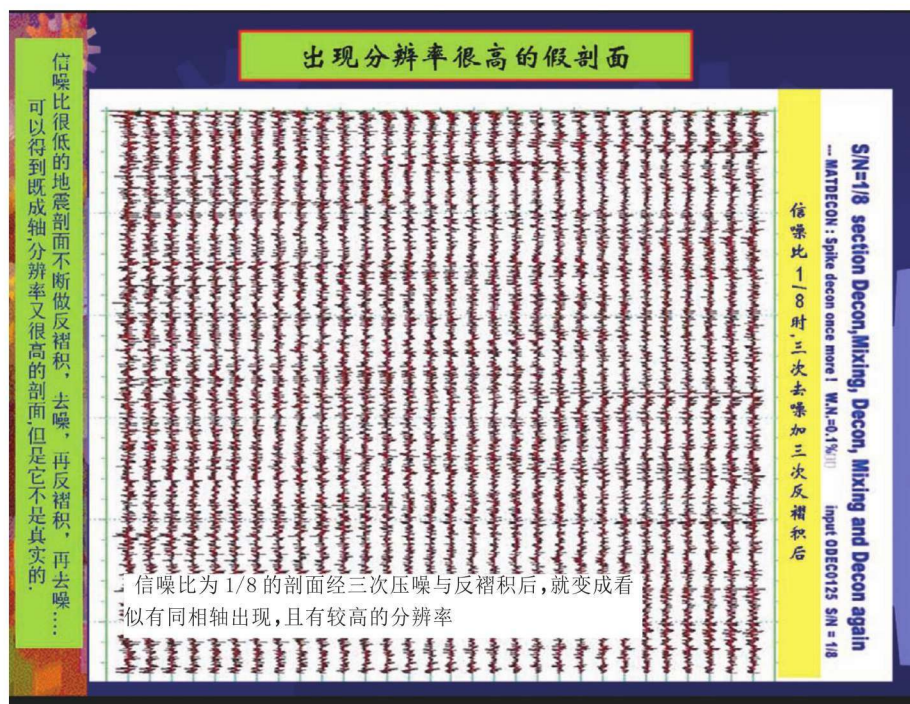 出现分辨率很高的假剖面
信噪比很低的地震剖面不断做反褶积，去噪，再反褶积，再去噪....
可以得到既成轴,分辨率又很高的剖面,但是它不是真实的.
信噪比为1/8的剖面经三次压噪与反褶积后,就变成看
似有同相轴出现,且有较高的分辨率
信噪比1/8时,三次去噪加三次反褶积后
S/N=1/8 section Decon,Mixing, Decon, Mixing and Decon again
--- MATDECON : Spike decon once more ! W.N.=0.1% input ODEC0125 S/N = 1/8